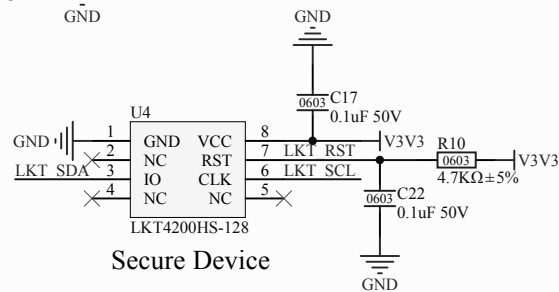 GND
GND
0603
C17
0.1uF 50V
U4
GND
1
GND
VCC
8
V3V3
2
NC
RST
7
LKT_RST
R10
0603
4.7KΩ±5%
V3V3
LKT_SDA
3
IO
CLK
6
LKT_SCL
4
NC
NC
5
0603
C22
0.1uF 50V
LKT4200HS-128
Secure Device
GND